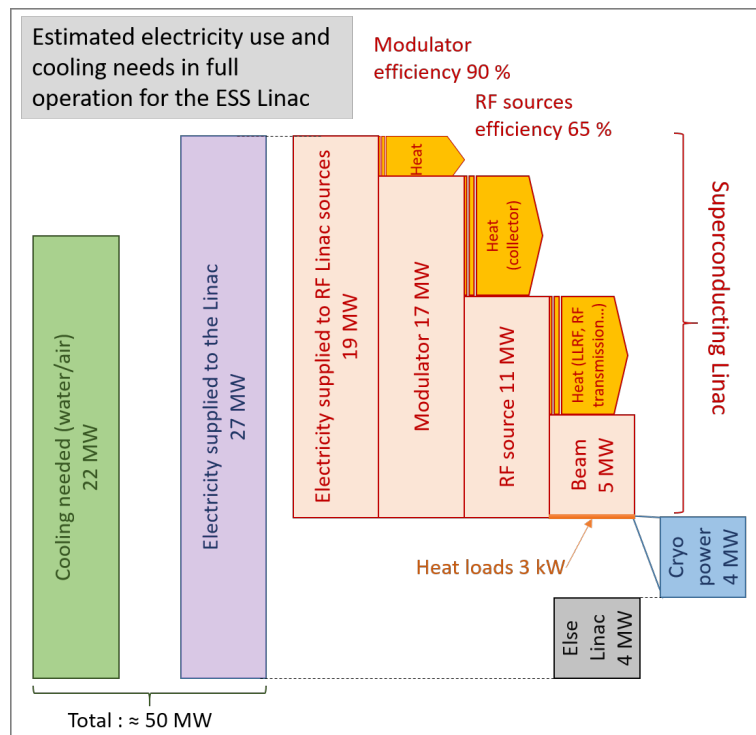 Estimated electricity use and
cooling needs in full
operation for the ESS Linac
Modulator
efficiency 90 %
RF sources
efficiency 65 %
Cooling needed (water/air)
22 MW
Electricity supplied to the Linac
27 MW
Electricity supplied to RF Linac sources
19 MW
Heat
Modulator 17 MW
Heat
(collector)
RF source 11 MW
Heat (LLRF, RF
transmission...)
Beam
5 MW
Superconducting Linac
Heat loads 3 kW
Cryo
power
4 MW
Else
Linac
4 MW
Total : ≈ 50 MW